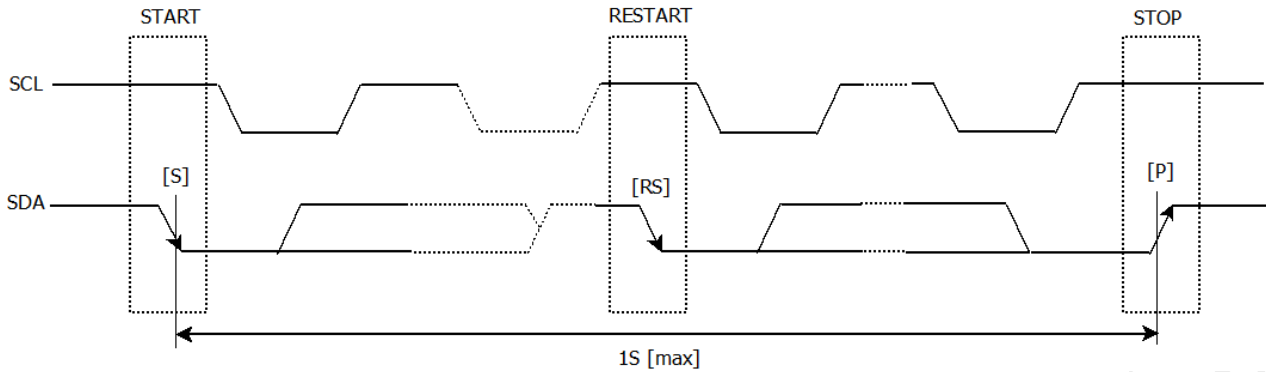 START
RESTART
STOP
SCL
[S]
[RS]
[P]
SDA
1S [max]